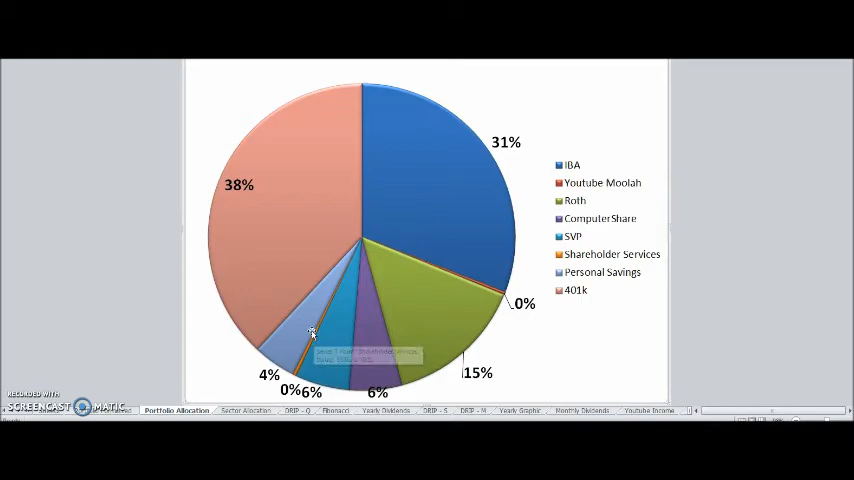 31%
38%
IBA
Youtube Moolah
Roth
ComputerShare
SVP
Shareholder Services
Personal Savings
401k
0%
15%
4%
0%
6%
6%
RECORDED WITH
SCREENCAST MATIC
Portfolio Allocation
Sector Allocation
DRIP - Q
Fibonacci
Yearly Dividends
DRIP - S
DRIP - M
Yearly Graphic
Monthly Dividends
Youtube Income